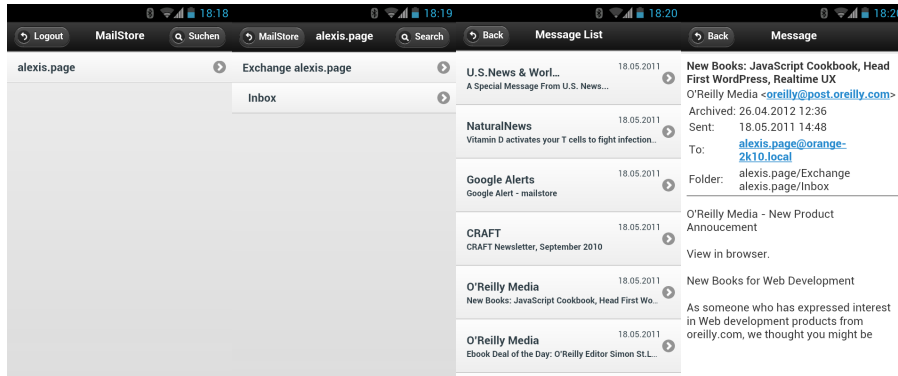 18:18
Logout MailStore Suchen
alexis.page
18:19
MailStore alexis.page Search
Exchange alexis.page
Inbox
18:20
Back Message List
U.S.News & Worl... 18.05.2011
A Special Message From U.S. News...
NaturalNews 18.05.2011
Vitamin D activates your T cells to fight infection..
Google Alerts 18.05.2011
Google Alert - mailstore
CRAFT 18.05.2011
CRAFT Newsletter, September 2010
O'Reilly Media 18.05.2011
New Books: JavaScript Cookbook, Head First Wo..
O'Reilly Media 18.05.2011
Ebook Deal of the Day: O'Reilly Editor Simon St.L...
Back Message
New Books: JavaScript Cookbook, Head
First WordPress, Realtime UX
O'Reilly Media <oreilly@post.oreilly.com>
Archived: 26.04.2012 12:36
Sent: 18.05.2011 14:48
To: alexis.page@orange-
2k10.local
Folder: alexis.page/Exchange
alexis.page/Inbox
O'Reilly Media - New Product
Annoucement
View in browser.
New Books for Web Development
As someone who has expressed interest
in Web development products from
oreilly.com, we thought you might be